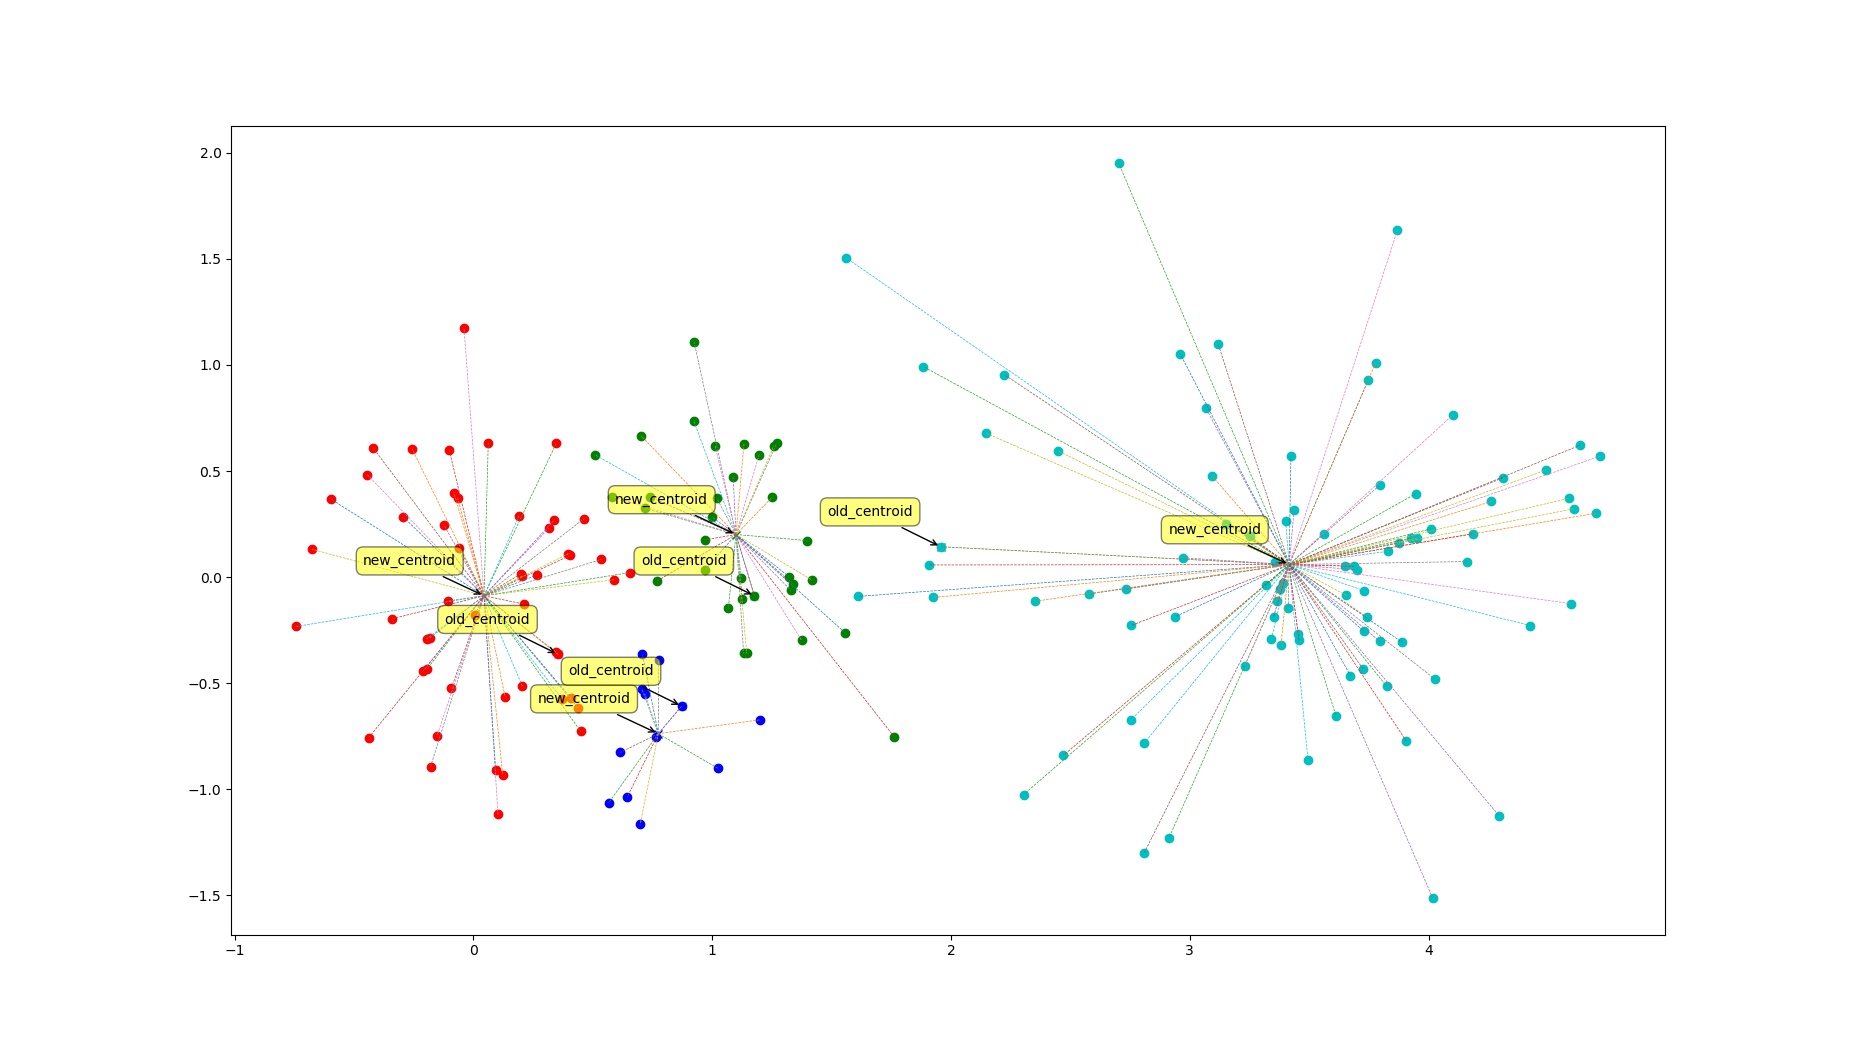 2.0
1.5
1.0
0.5
0.0
−0.5
−1.0
−1.5
new_centroid
old_centroid
new_centroid
new_centroid
old_centroid
old_centroid
old_centroid
new_centroid
−1 0 1 2 3 4